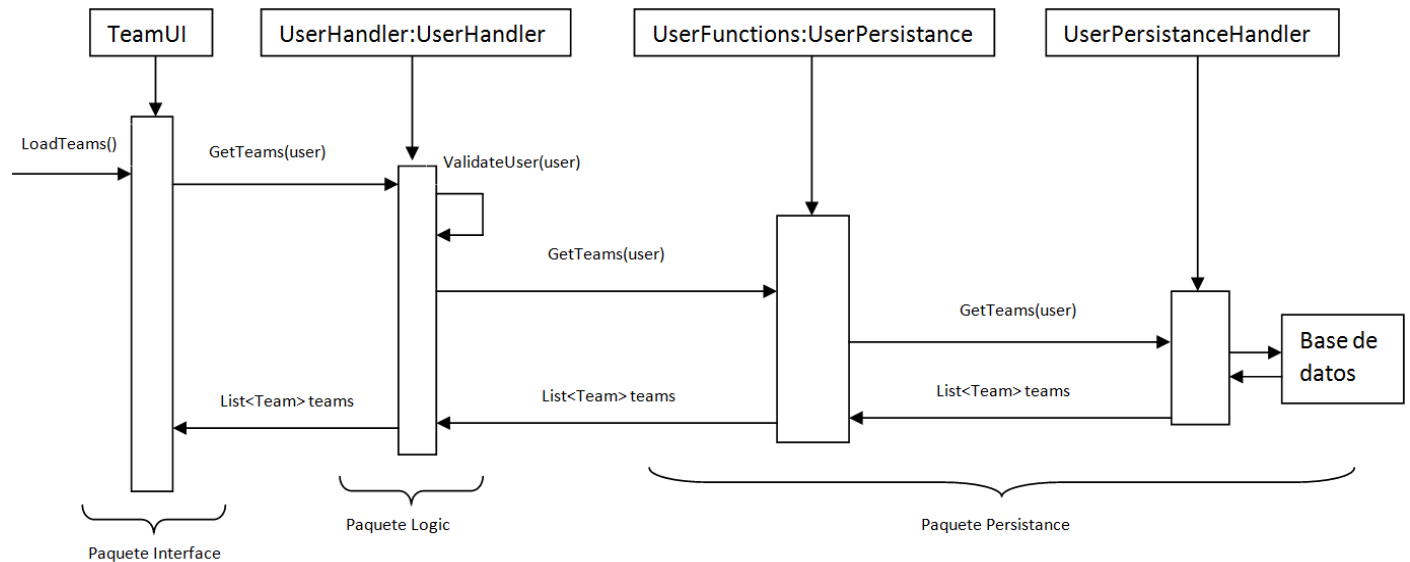 TeamUI
UserHandler:UserHandler
UserFunctions:UserPersistance
UserPersistanceHandler
LoadTeams()
GetTeams(user)
ValidateUser(user)
GetTeams(user)
GetTeams(user)
Base de
datos
List<Team> teams
List<Team> teams
List<Team> teams
Paquete Interface
Paquete Logic
Paquete Persistance